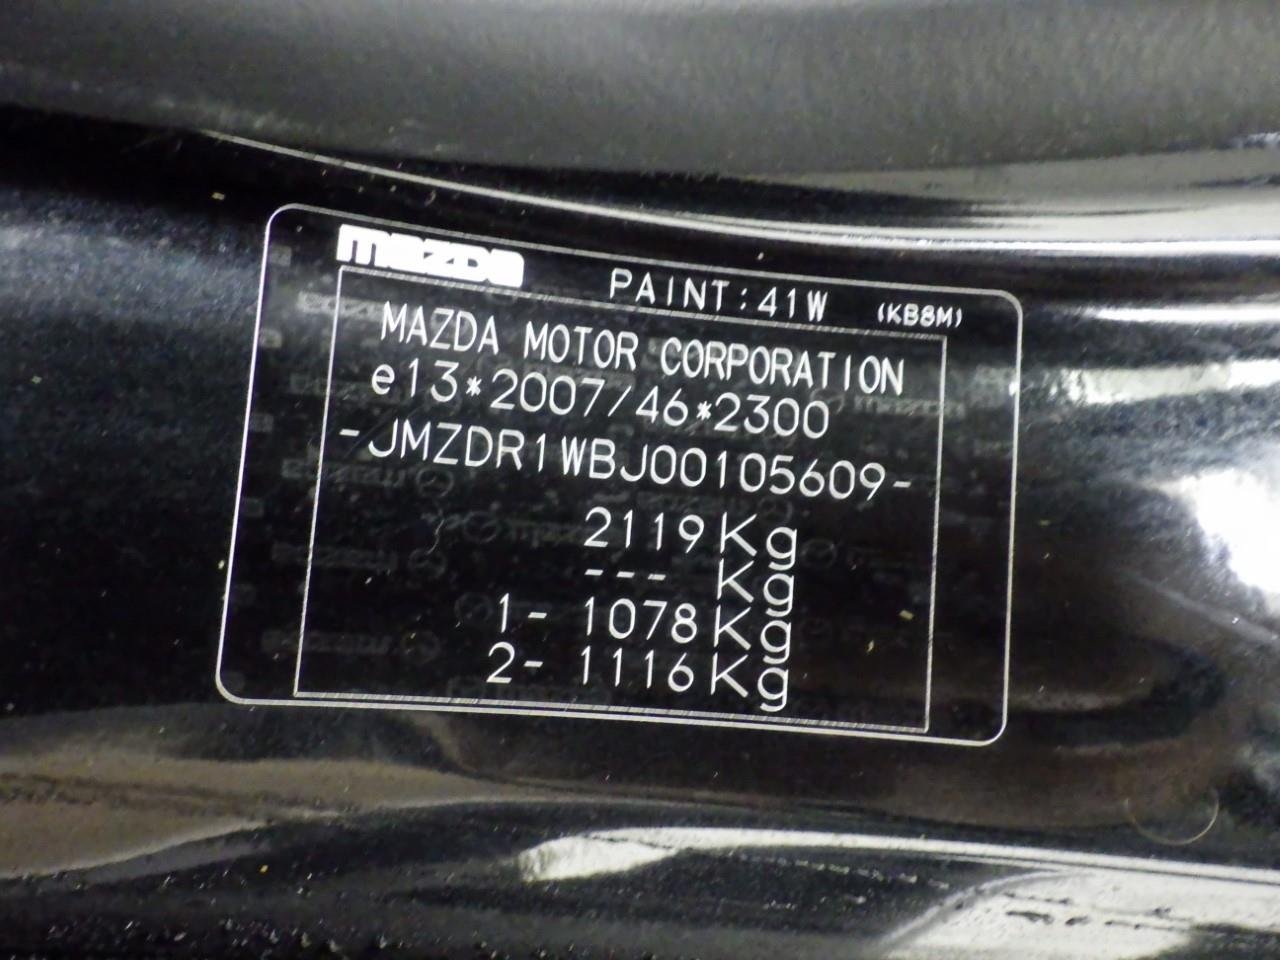 mazda PAINT:41W (KB8M)
MAZDA MOTOR CORPORATION
e13*2007/46*2300
-JMZDR1WBJ00105609-
2119Kg
--- Kg
1- 1078Kg
2- 1116Kg